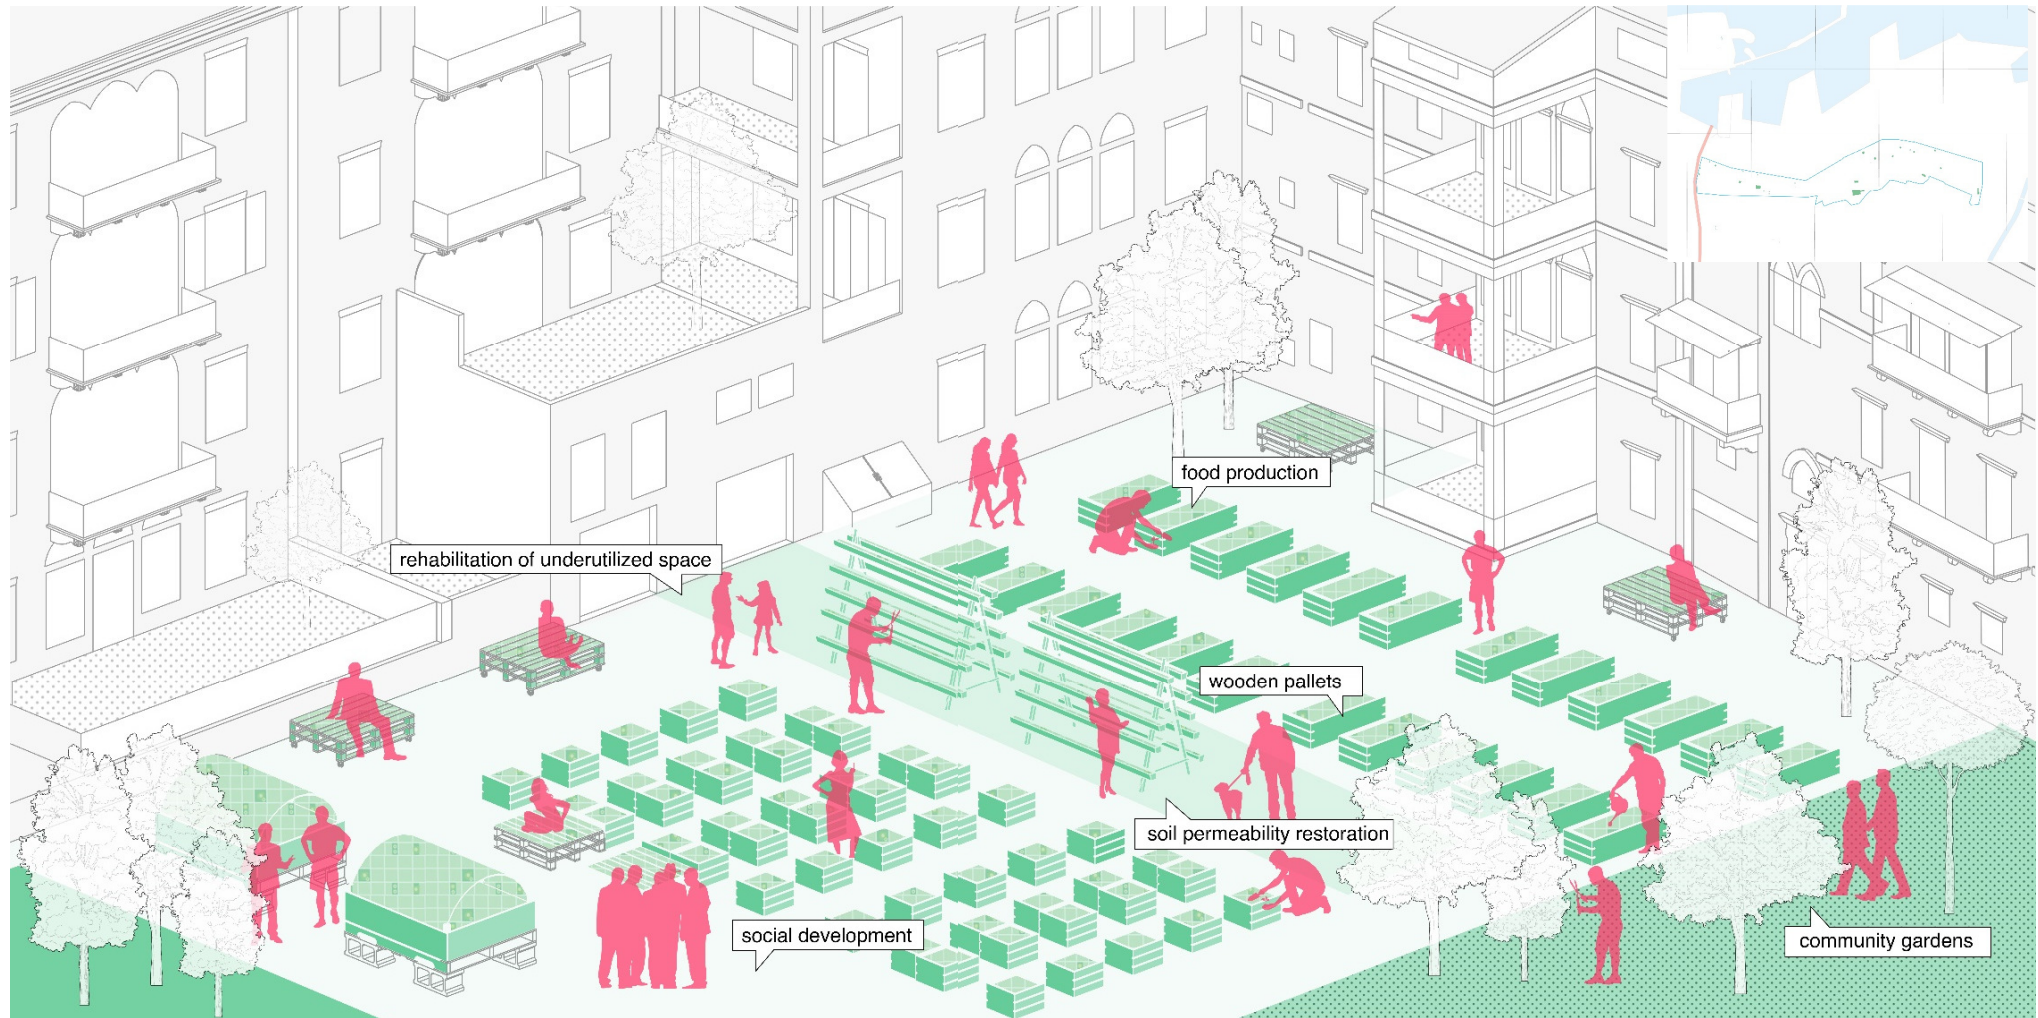 food production
rehabilitation of underutilized space
wooden pallets
soil permeability restoration
social development
community gardens